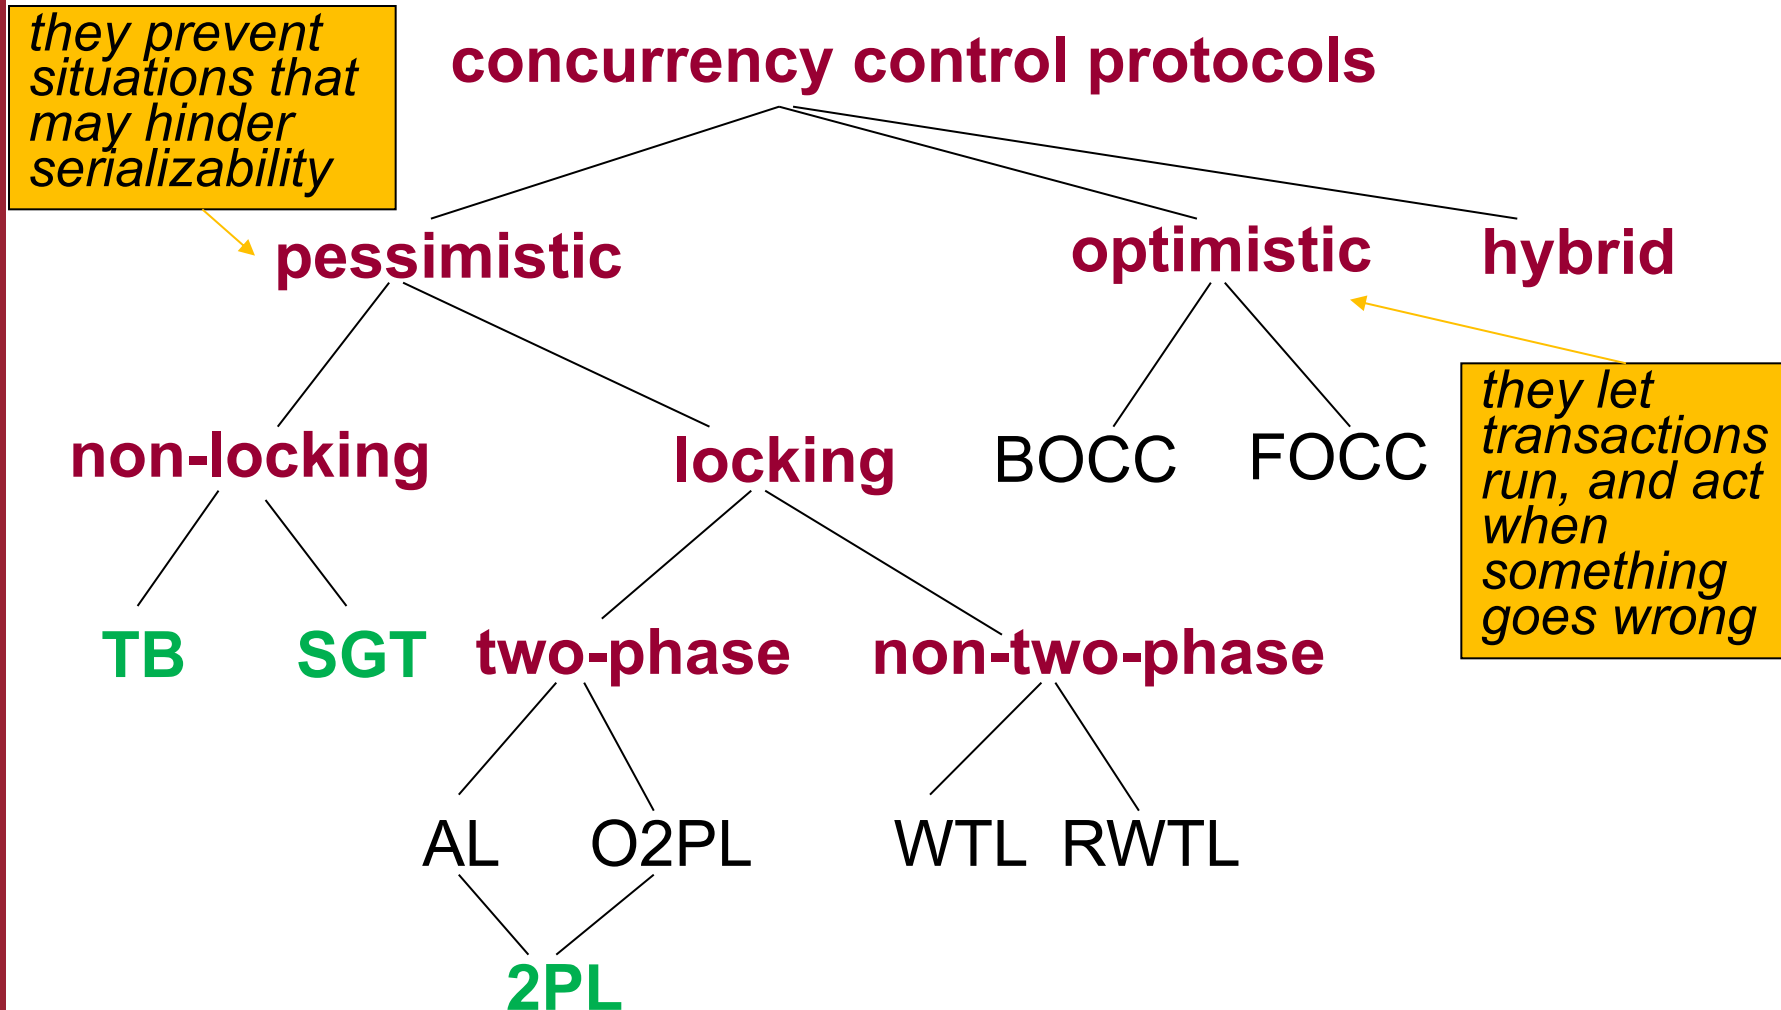 they prevent
situations that
may hinder
serializability
concurrency control protocols
pessimistic
optimistic
hybrid
they let
transactions
run, and act
when
something
goes wrong
non-locking
locking
BOCC
FOCC
TB
SGT
two-phase
non-two-phase
AL
O2PL
WTL
RWTL
2PL